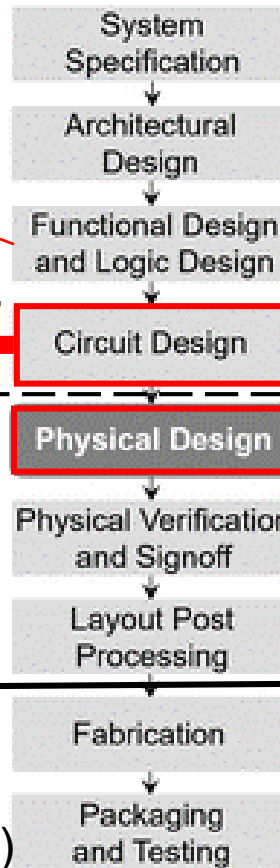 System
Specification
Architectural
Design
Functional Design
and Logic Design
Circuit Design
Physical Design
Physical Verification
and Signoff
Layout Post
Processing
Fabrication
Packaging
and Testing
)